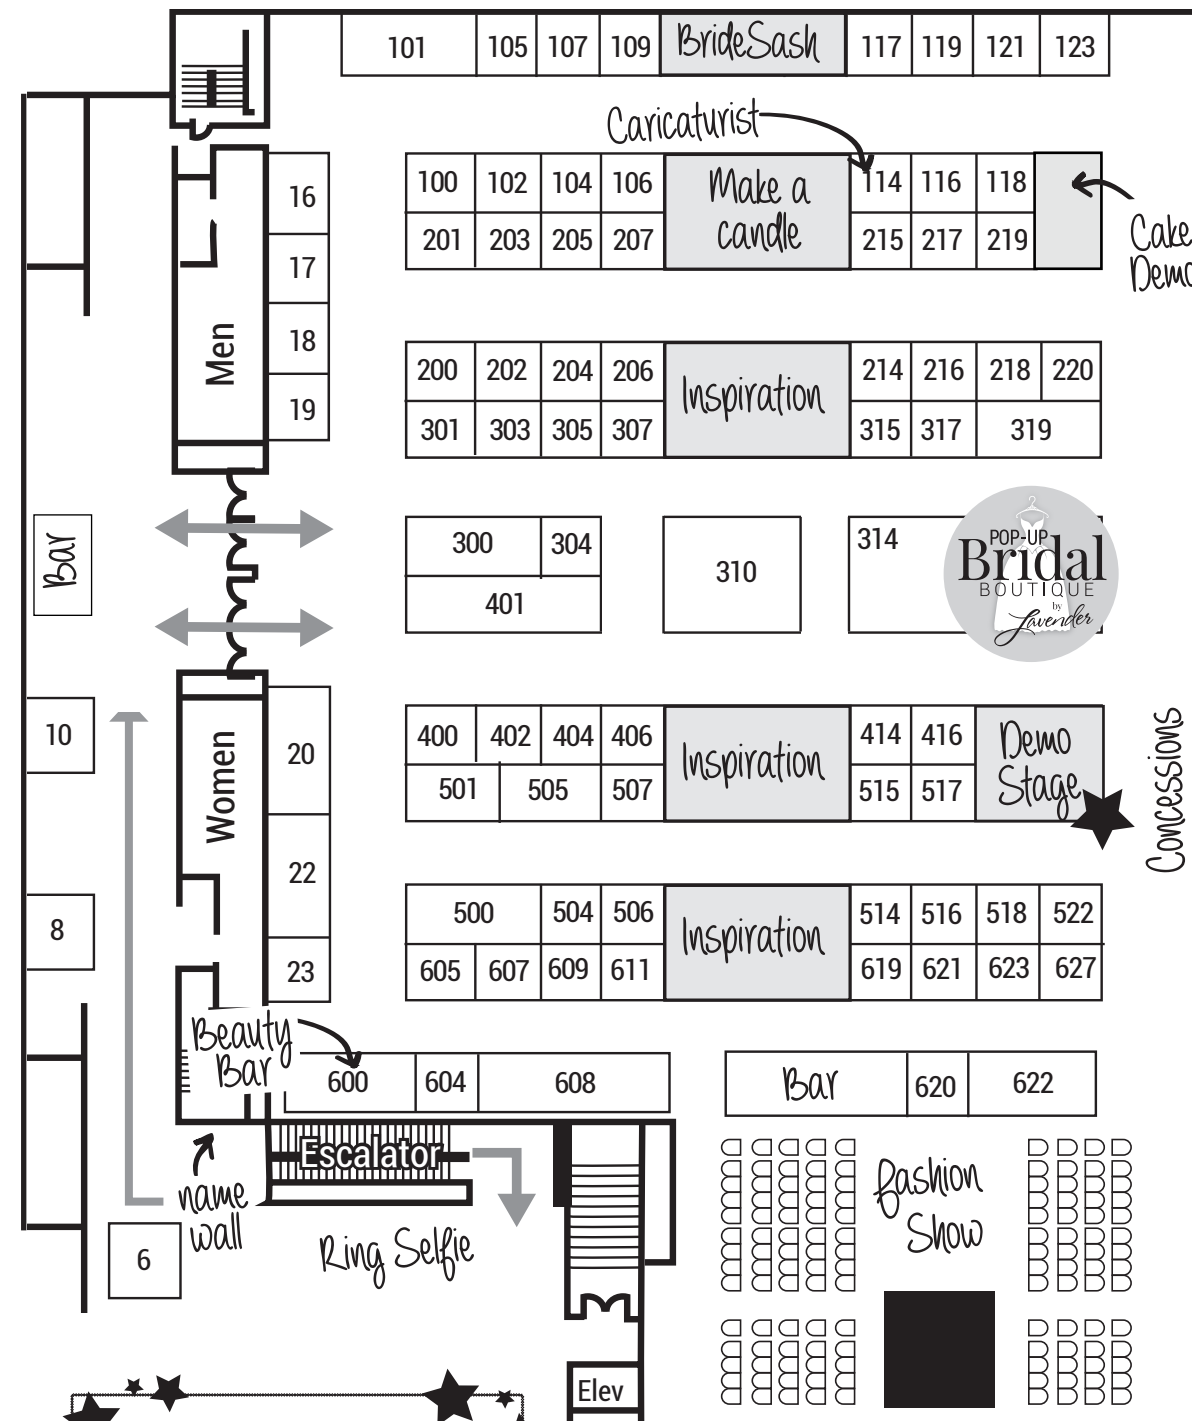 101 105 107 109 BrideSash 117 119 121 123
Caricaturist
100 102 104 106 Make a 114 116 118
201 203 205 207 candle 215 217 219
Cake
Demo
16
17
18
19
Men
200 202 204 206 Inspiration 214 216 218 220
301 303 305 307 315 317 319
Bar
300 304 310 314
401
POP-UP
Bridal
BOUTIQUE
by
Lavender
10
8
Women
20
22
23
400 402 404 406 Inspiration 414 416 Demo
501 505 507 515 517 Stage
Concessions
500 504 506 Inspiration 514 516 518 522
605 607 609 611 619 621 623 627
Beauty
Bar
600 604 608 Bar 620 622
Escalator
name
wall
6
Ring Selfie
Fashion
Show
Elev